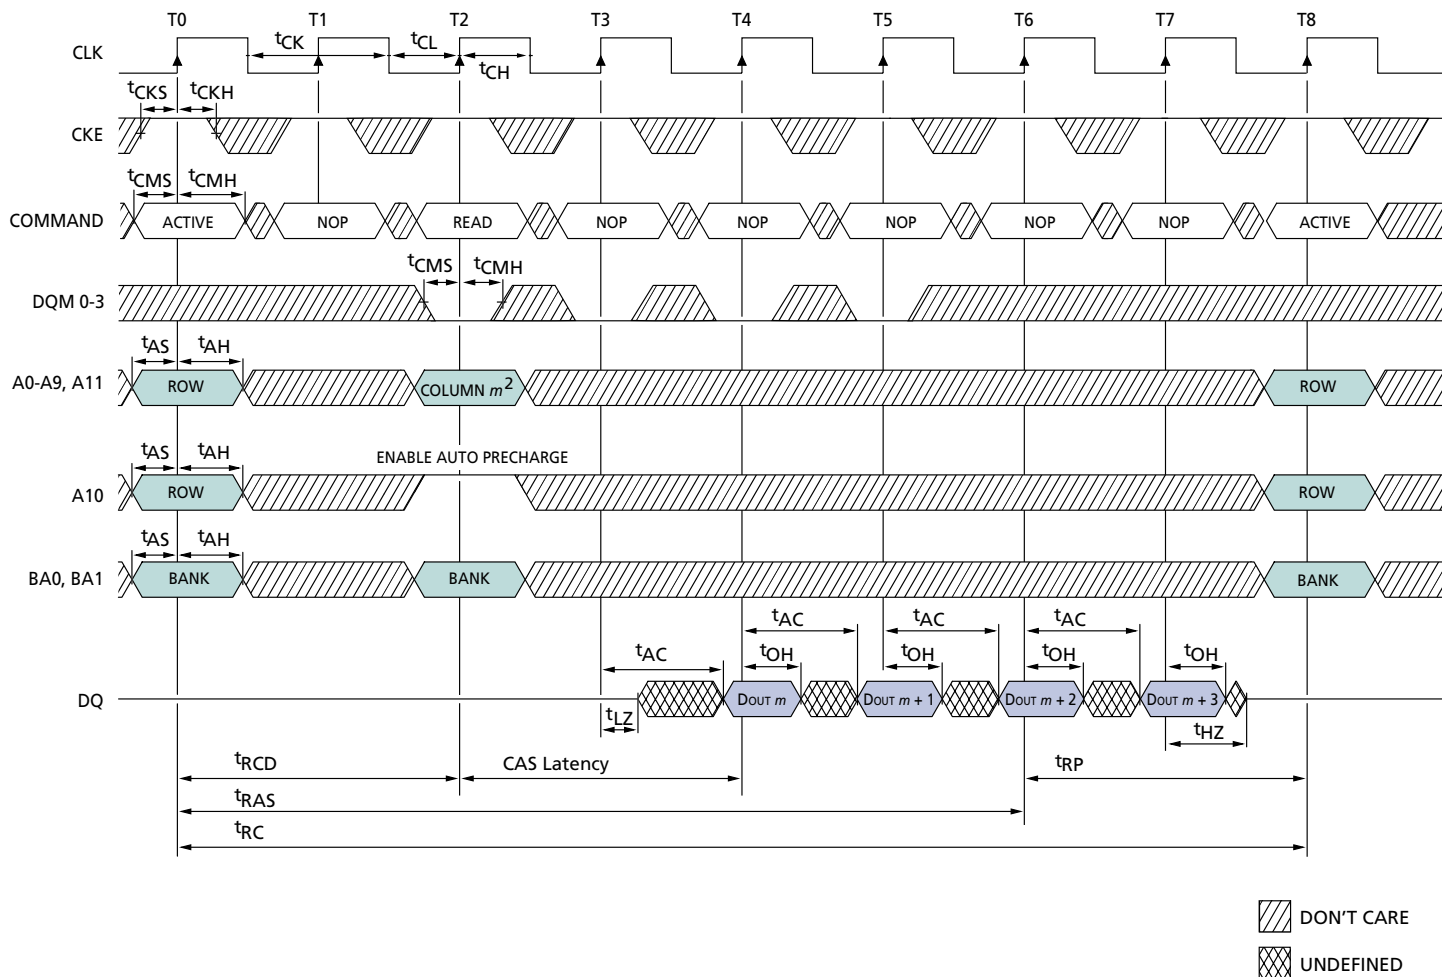 T0 T1 T2 T3 T4 T5 T6 T7 T8
CLK
tCK tCL
tCH
tCKS tCKH
CKE
tCMS tCMH
COMMAND ACTIVE NOP READ NOP NOP NOP NOP NOP ACTIVE
tCMS tCMH
DQM 0-3
tAS tAH
A0-A9, A11 ROW COLUMN m2 ROW
tAS tAH
ENABLE AUTO PRECHARGE
A10 ROW ROW
tAS tAH
BA0, BA1 BANK BANK BANK
tAC tAC tAC
tAC tOH tOH tOH tOH
DQ DOUT m DOUT m + 1 DOUT m + 2 DOUT m + 3
tLZ tHZ
tRCD CAS Latency tRP
tRAS
tRC
DON'T CARE
UNDEFINED